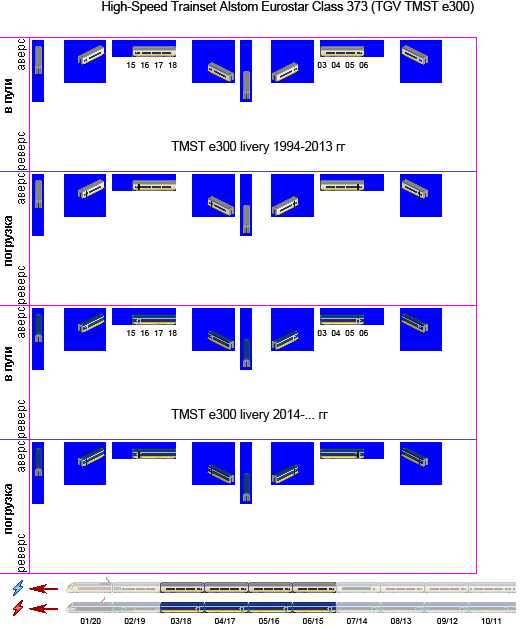 High-Speed Trainset Alstom Eurostar Class 373 (TGV TMST e300)
аверс
в пути
15 16 17 18
03 04 05 06
TMST e300 livery 1994-2013 гг
реверс
аверс
погрузка
реверс
аверс
в пути
15 16 17 18
03 04 05 06
TMST e300 livery 2014-... гг
реверс
аверс
погрузка
реверс
01/20 02/19 03/18 04/17 05/16 06/15 07/14 08/13 09/12 10/11